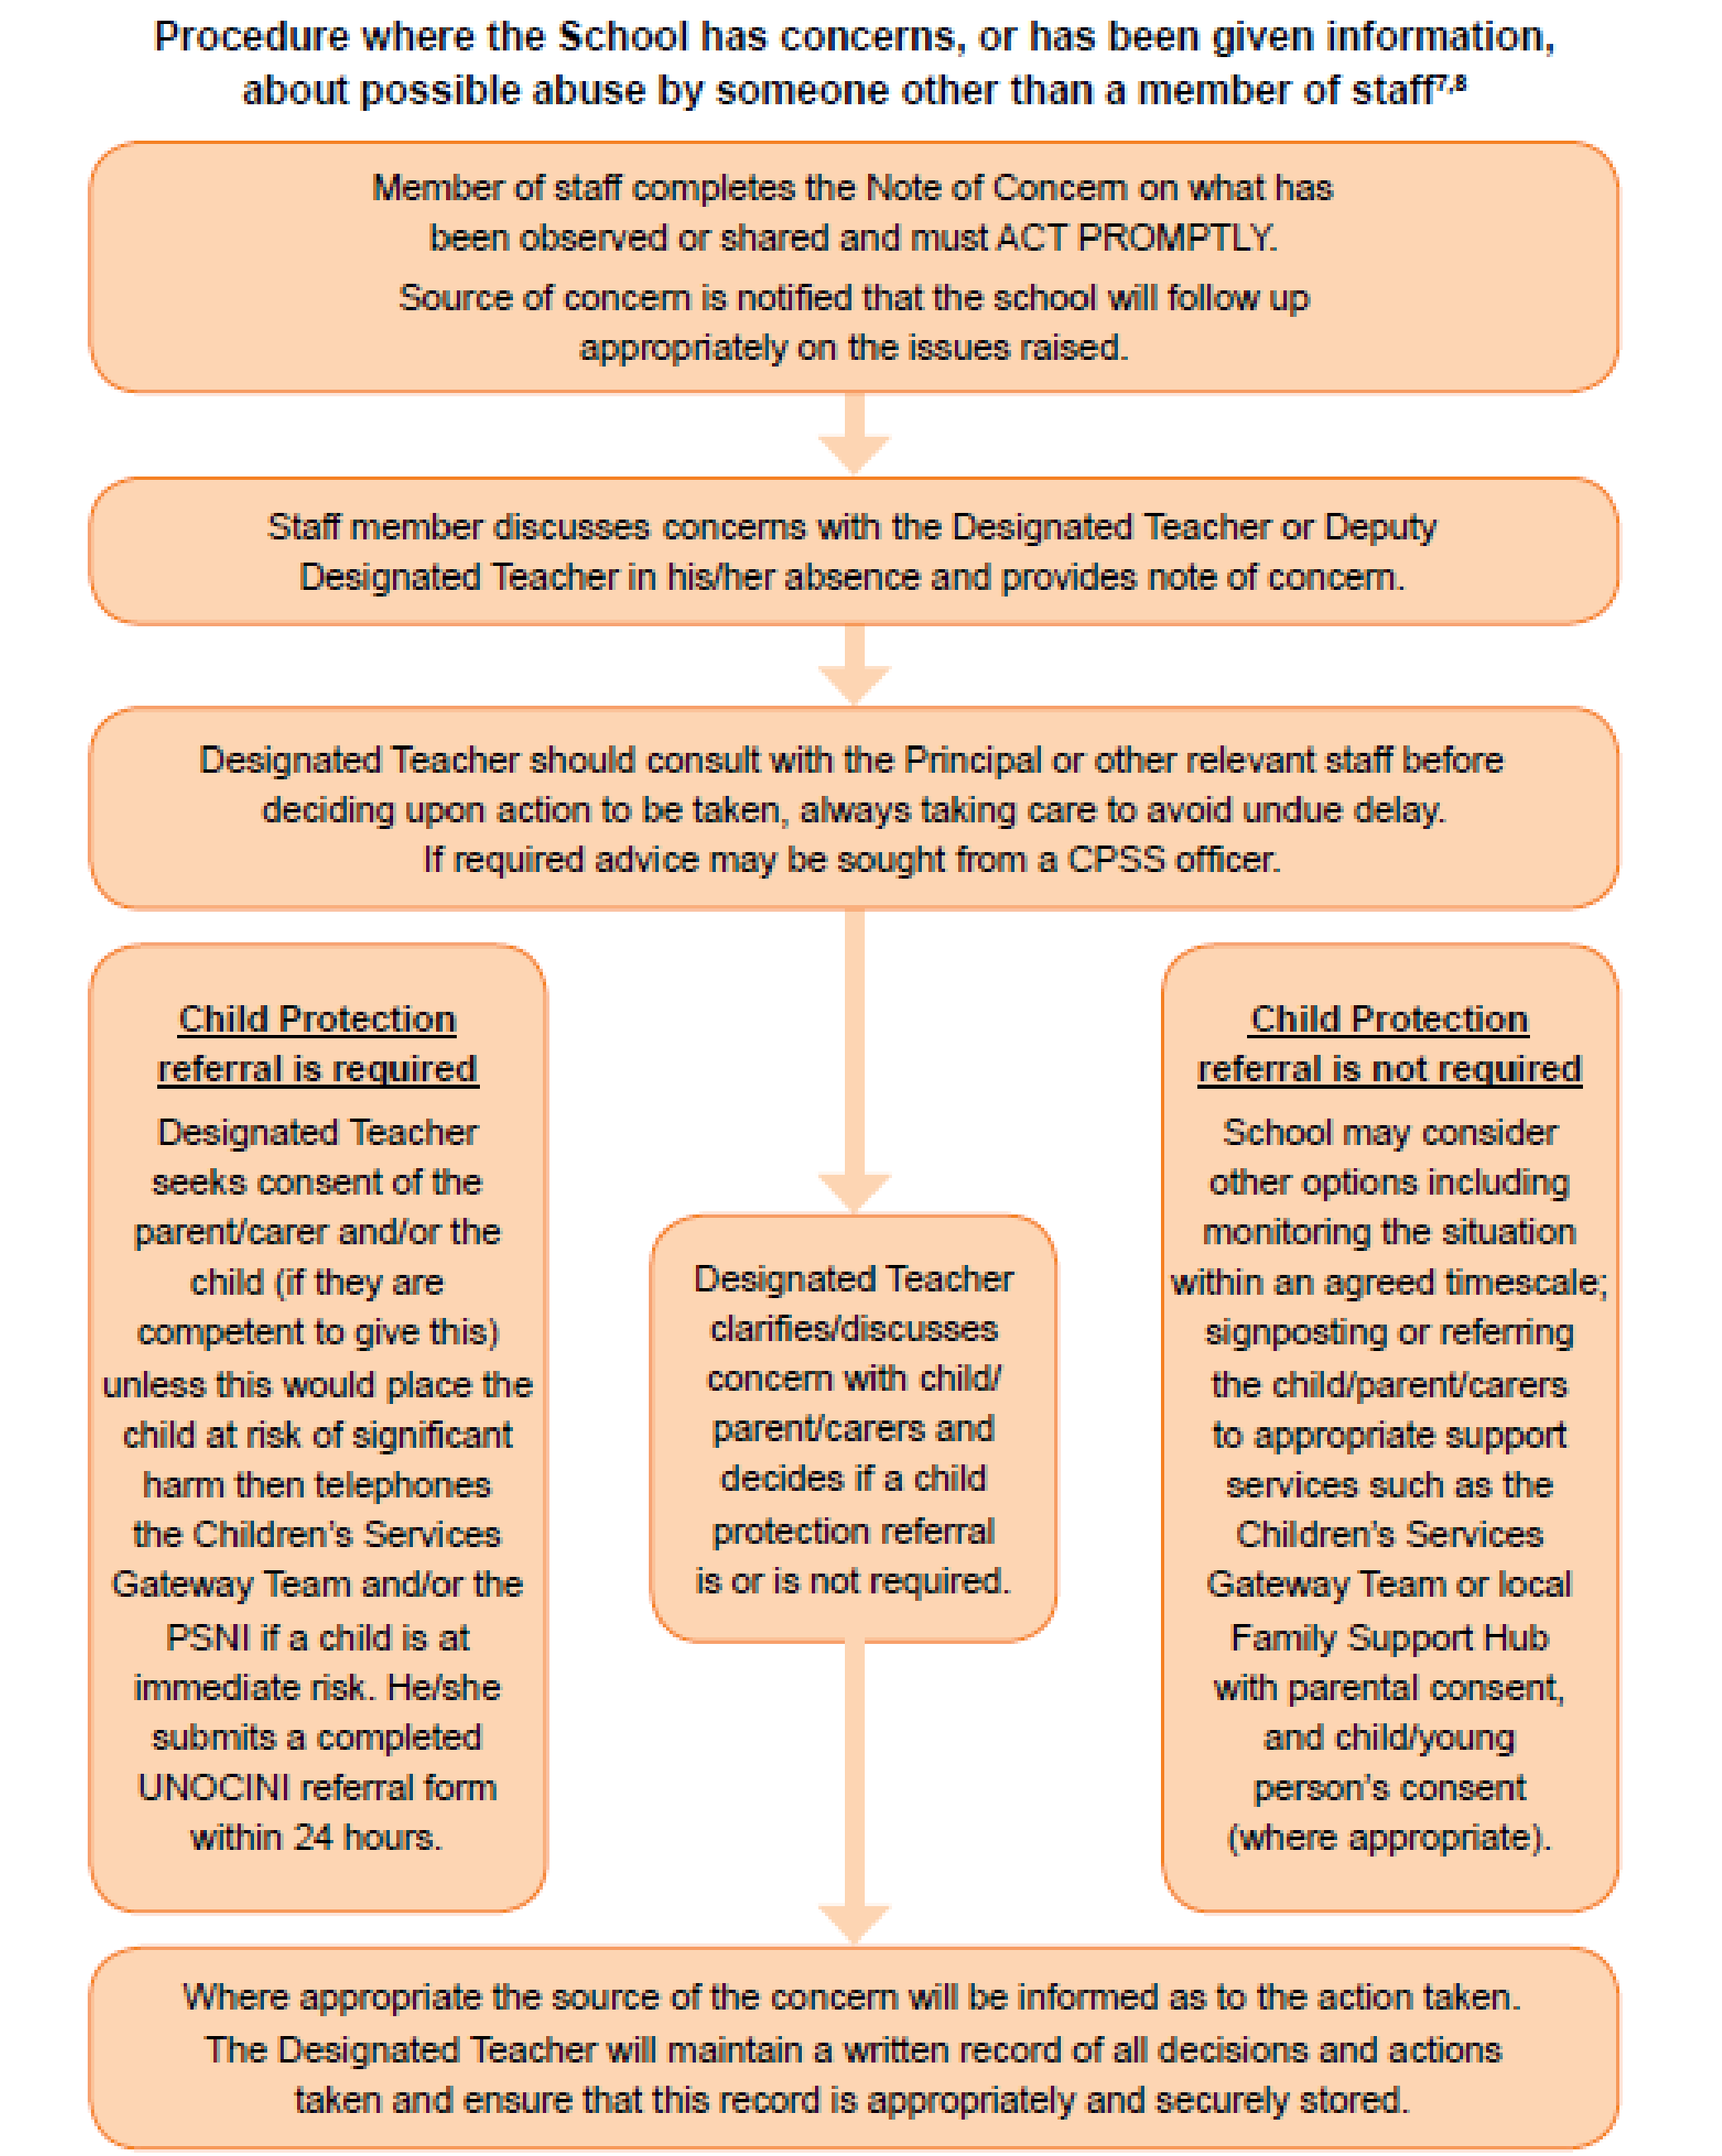 Procedure where the School has concerns, or has been given information,
about possible abuse by someone other than a member of staff⁷,⁸
Member of staff completes the Note of Concern on what has
been observed or shared and must ACT PROMPTLY.
Source of concern is notified that the school will follow up
appropriately on the issues raised.
Staff member discusses concerns with the Designated Teacher or Deputy
Designated Teacher in his/her absence and provides note of concern.
Designated Teacher should consult with the Principal or other relevant staff before
deciding upon action to be taken, always taking care to avoid undue delay.
If required advice may be sought from a CPSS officer.
Child Protection
referral is required
Designated Teacher
seeks consent of the
parent/carer and/or the
child (if they are
competent to give this)
unless this would place the
child at risk of significant
harm then telephones
the Children's Services
Gateway Team and/or the
PSNI if a child is at
immediate risk. He/she
submits a completed
UNOCINI referral form
within 24 hours.
Designated Teacher
clarifies/discusses
concern with child/
parent/carers and
decides if a child
protection referral
is or is not required.
Child Protection
referral is not required
School may consider
other options including
monitoring the situation
within an agreed timescale;
signposting or referring
the child/parent/carers
to appropriate support
services such as the
Children's Services
Gateway Team or local
Family Support Hub
with parental consent,
and child/young
person's consent
(where appropriate).
Where appropriate the source of the concern will be informed as to the action taken.
The Designated Teacher will maintain a written record of all decisions and actions
taken and ensure that this record is appropriately and securely stored.